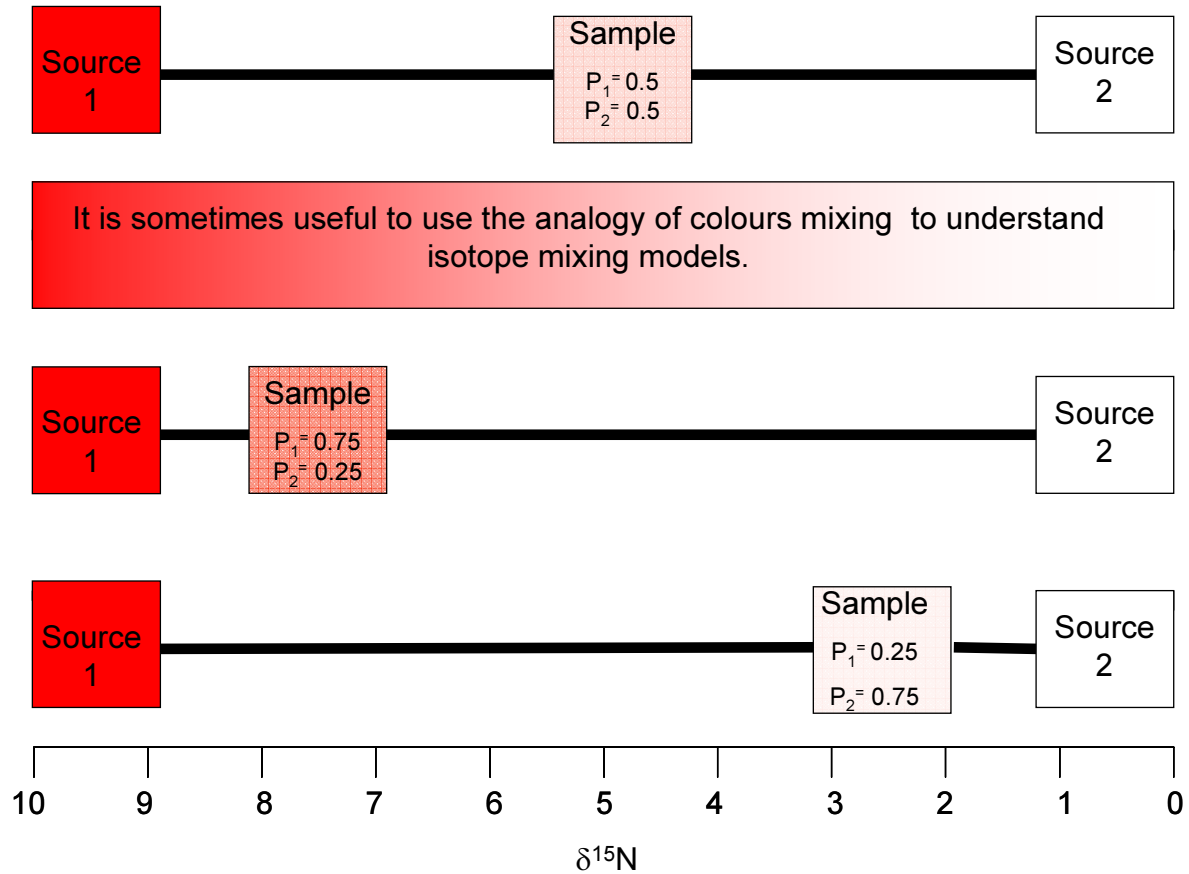 Source
1
Sample
P₁= 0.5
P₂= 0.5
Source
2
It is sometimes useful to use the analogy of colours mixing to understand
isotope mixing models.
Source
1
Sample
P₁= 0.75
P₂= 0.25
Source
2
Source
1
Sample
P₁= 0.25
P₂= 0.75
Source
2
10 9 8 7 6 5 4 3 2 1 0
δ¹⁵N